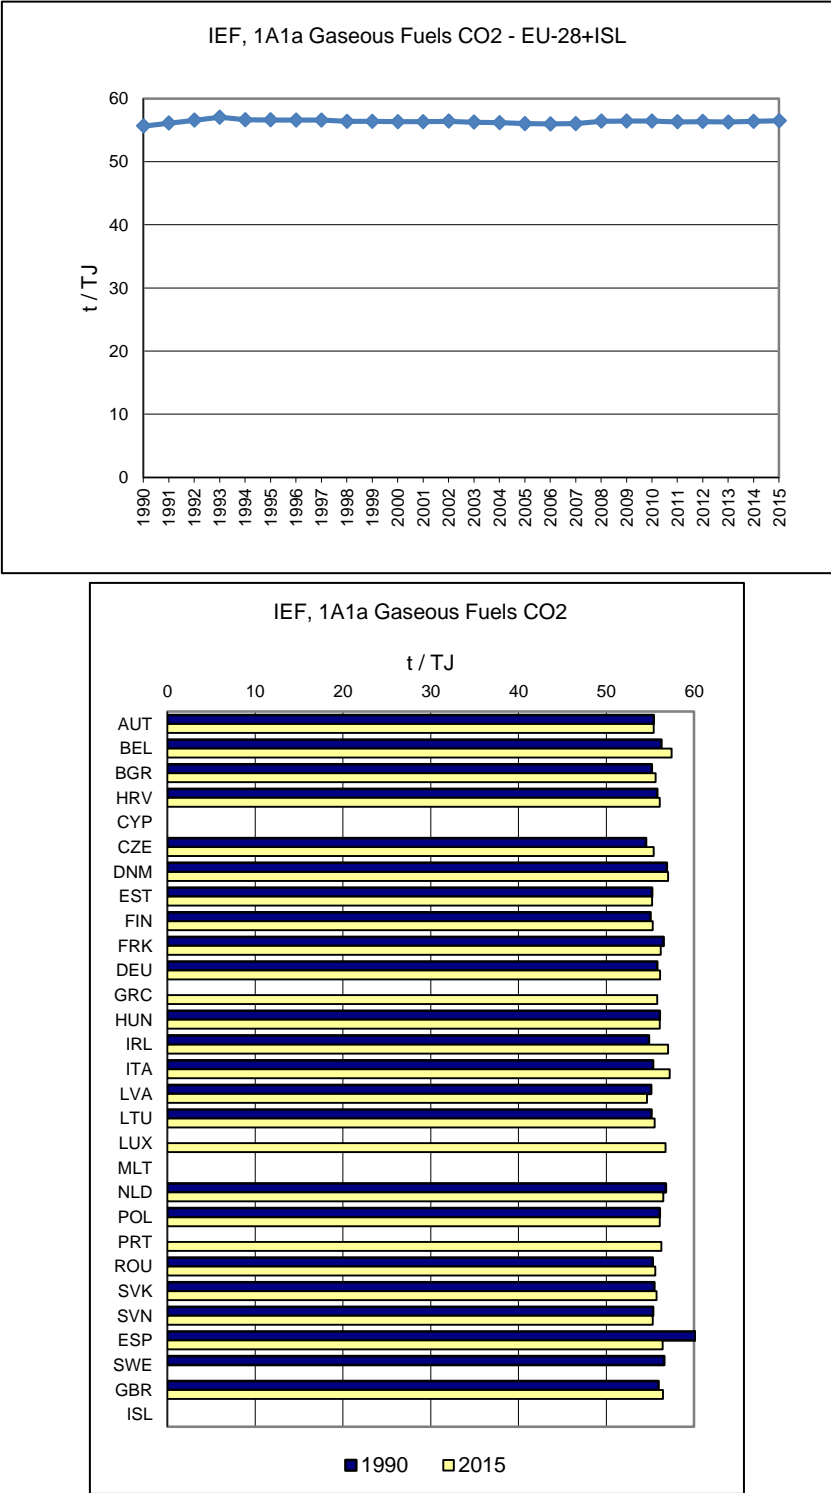 IEF, 1A1a Gaseous Fuels CO2 - EU-28+ISL
60
50
40
30
20
10
0
t / TJ
1990 1991 1992 1993 1994 1995 1996 1997 1998 1999 2000 2001 2002 2003 2004 2005 2006 2007 2008 2009 2010 2011 2012 2013 2014 2015
IEF, 1A1a Gaseous Fuels CO2
t / TJ
0 10 20 30 40 50 60
AUT
BEL
BGR
HRV
CYP
CZE
DNM
EST
FIN
FRK
DEU
GRC
HUN
IRL
ITA
LVA
LTU
LUX
MLT
NLD
POL
PRT
ROU
SVK
SVN
ESP
SWE
GBR
ISL
1990 2015